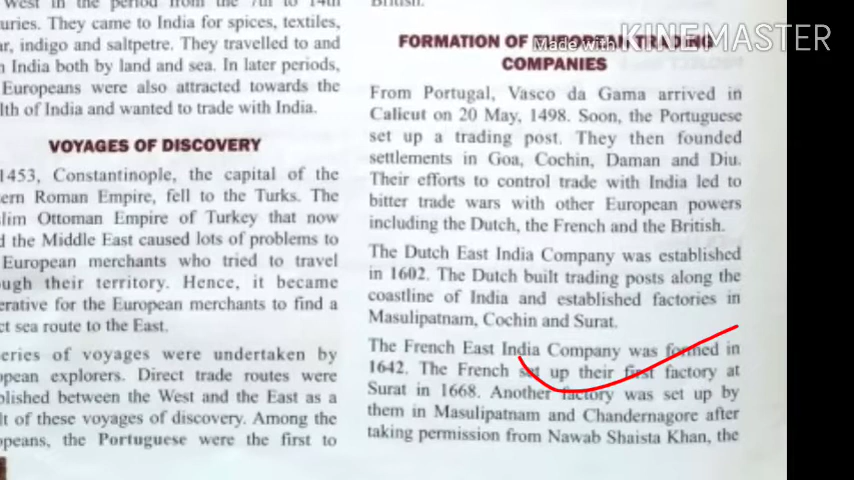 West in the period from the 7th to 14th
uries. They came to India for spices, textiles,
ar, indigo and saltpetre. They travelled to and
India both by land and sea. In later periods,
Europeans were also attracted towards the
lth of India and wanted to trade with India.
VOYAGES OF DISCOVERY
1453, Constantinople, the capital of the
ern Roman Empire, fell to the Turks. The
lim Ottoman Empire of Turkey that now
d the Middle East caused lots of problems to
European merchants who tried to travel
ough their territory. Hence, it became
erative for the European merchants to find a
ct sea route to the East.
eries of voyages were undertaken by
opean explorers. Direct trade routes were
blished between the West and the East as a
lt of these voyages of discovery. Among the
opeans, the Portuguese were the first to
British.
FORMATION OF TRADING
COMPANIES
Made with KINEMASTER
From Portugal, Vasco da Gama arrived in
Calicut on 20 May, 1498. Soon, the Portuguese
set up a trading post. They then founded
settlements in Goa, Cochin, Daman and Diu.
Their efforts to control trade with India led to
bitter trade wars with other European powers
including the Dutch, the French and the British.
The Dutch East India Company was established
in 1602. The Dutch built trading posts along the
coastline of India and established factories in
Masulipatnam, Cochin and Surat.
The French East India Company was formed in
1642. The French set up their first factory at
Surat in 1668. Another factory was set up by
them in Masulipatnam and Chandernagore after
taking permission from Nawab Shaista Khan, the